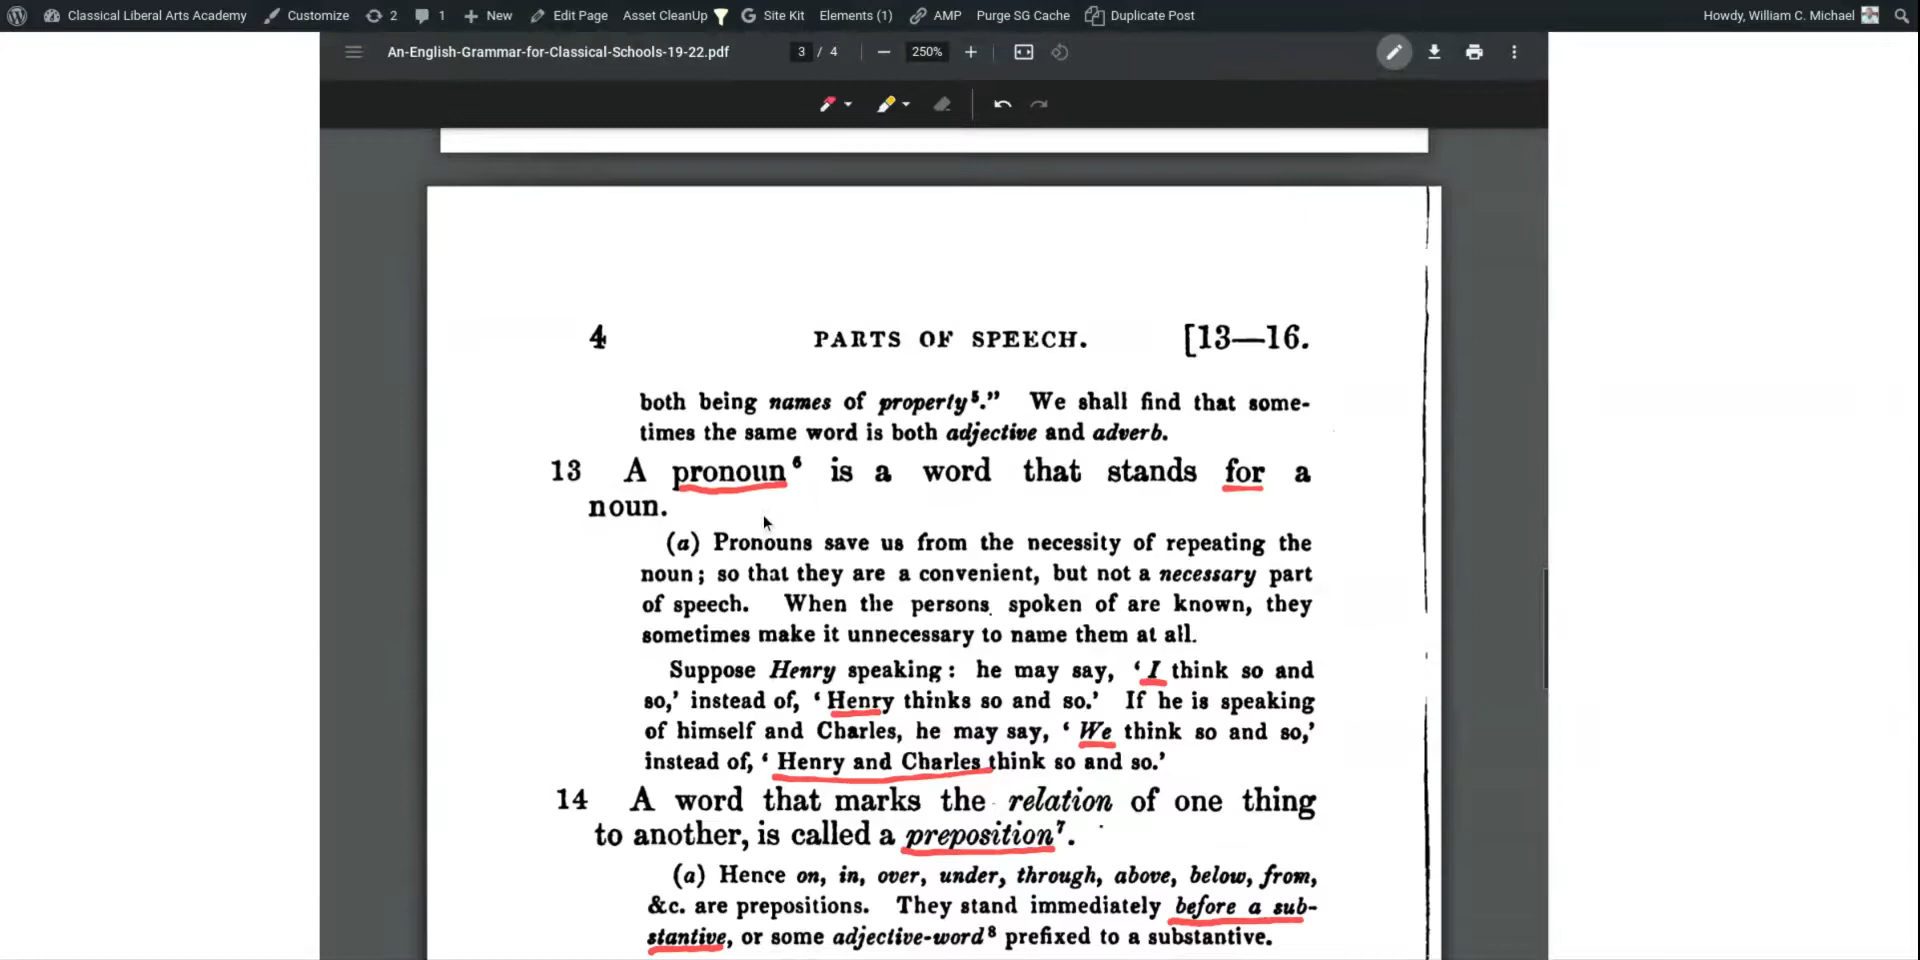 Classical Liberal Arts Academy Customize 2 1 New Edit Page Asset CleanUp Site Kit Elements (1) AMP Purge SG Cache Duplicate Post Howdy, William C. Michael
An-English-Grammar-for-Classical-Schools-19-22.pdf 3 / 4 250%
4 PARTS OF SPEECH. [13—16.
both being names of property⁵.” We shall find that some-
times the same word is both adjective and adverb.
13 A pronoun⁶ is a word that stands for a
noun.
(a) Pronouns save us from the necessity of repeating the
noun; so that they are a convenient, but not a necessary part
of speech. When the persons spoken of are known, they
sometimes make it unnecessary to name them at all.
Suppose Henry speaking: he may say, ‘I think so and
so,’ instead of, ‘Henry thinks so and so.’ If he is speaking
of himself and Charles, he may say, ‘We think so and so,’
instead of, ‘Henry and Charles think so and so.’
14 A word that marks the relation of one thing
to another, is called a preposition⁷.
(a) Hence on, in, over, under, through, above, below, from,
&c. are prepositions. They stand immediately before a sub-
stantive, or some adjective-word⁸ prefixed to a substantive.